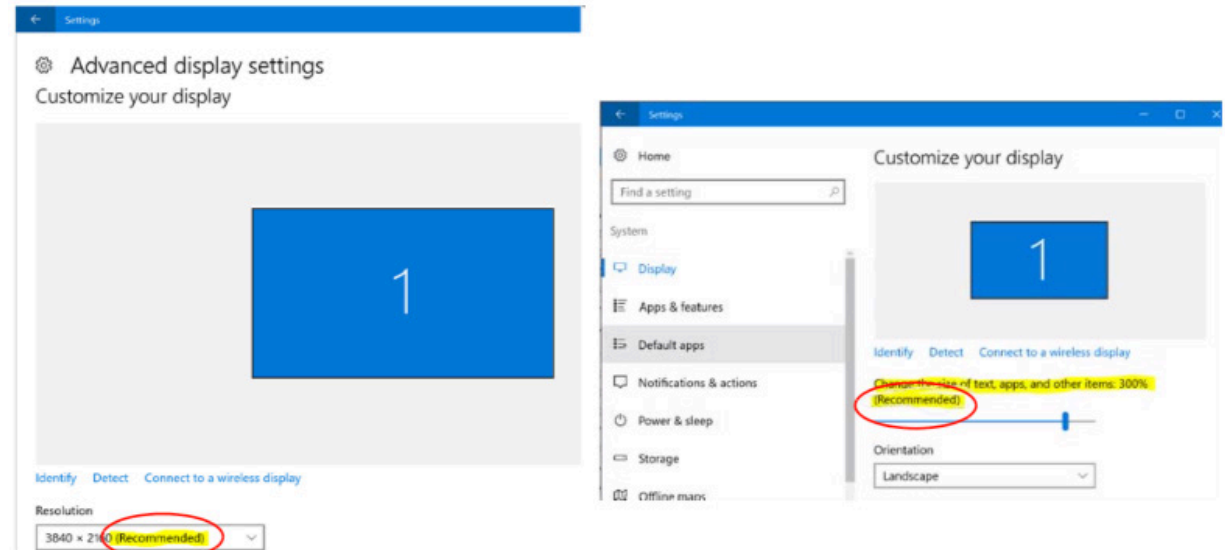 Settings
Advanced display settings
Customize your display
1
Identify Detect Connect to a wireless display
Resolution
3840 × 2160 (Recommended)
Settings
Home
Find a setting
System
Display
Apps & features
Default apps
Notifications & actions
Power & sleep
Storage
Offline maps
Customize your display
1
Identify Detect Connect to a wireless display
Change the size of text, apps, and other items: 300%
(Recommended)
Orientation
Landscape